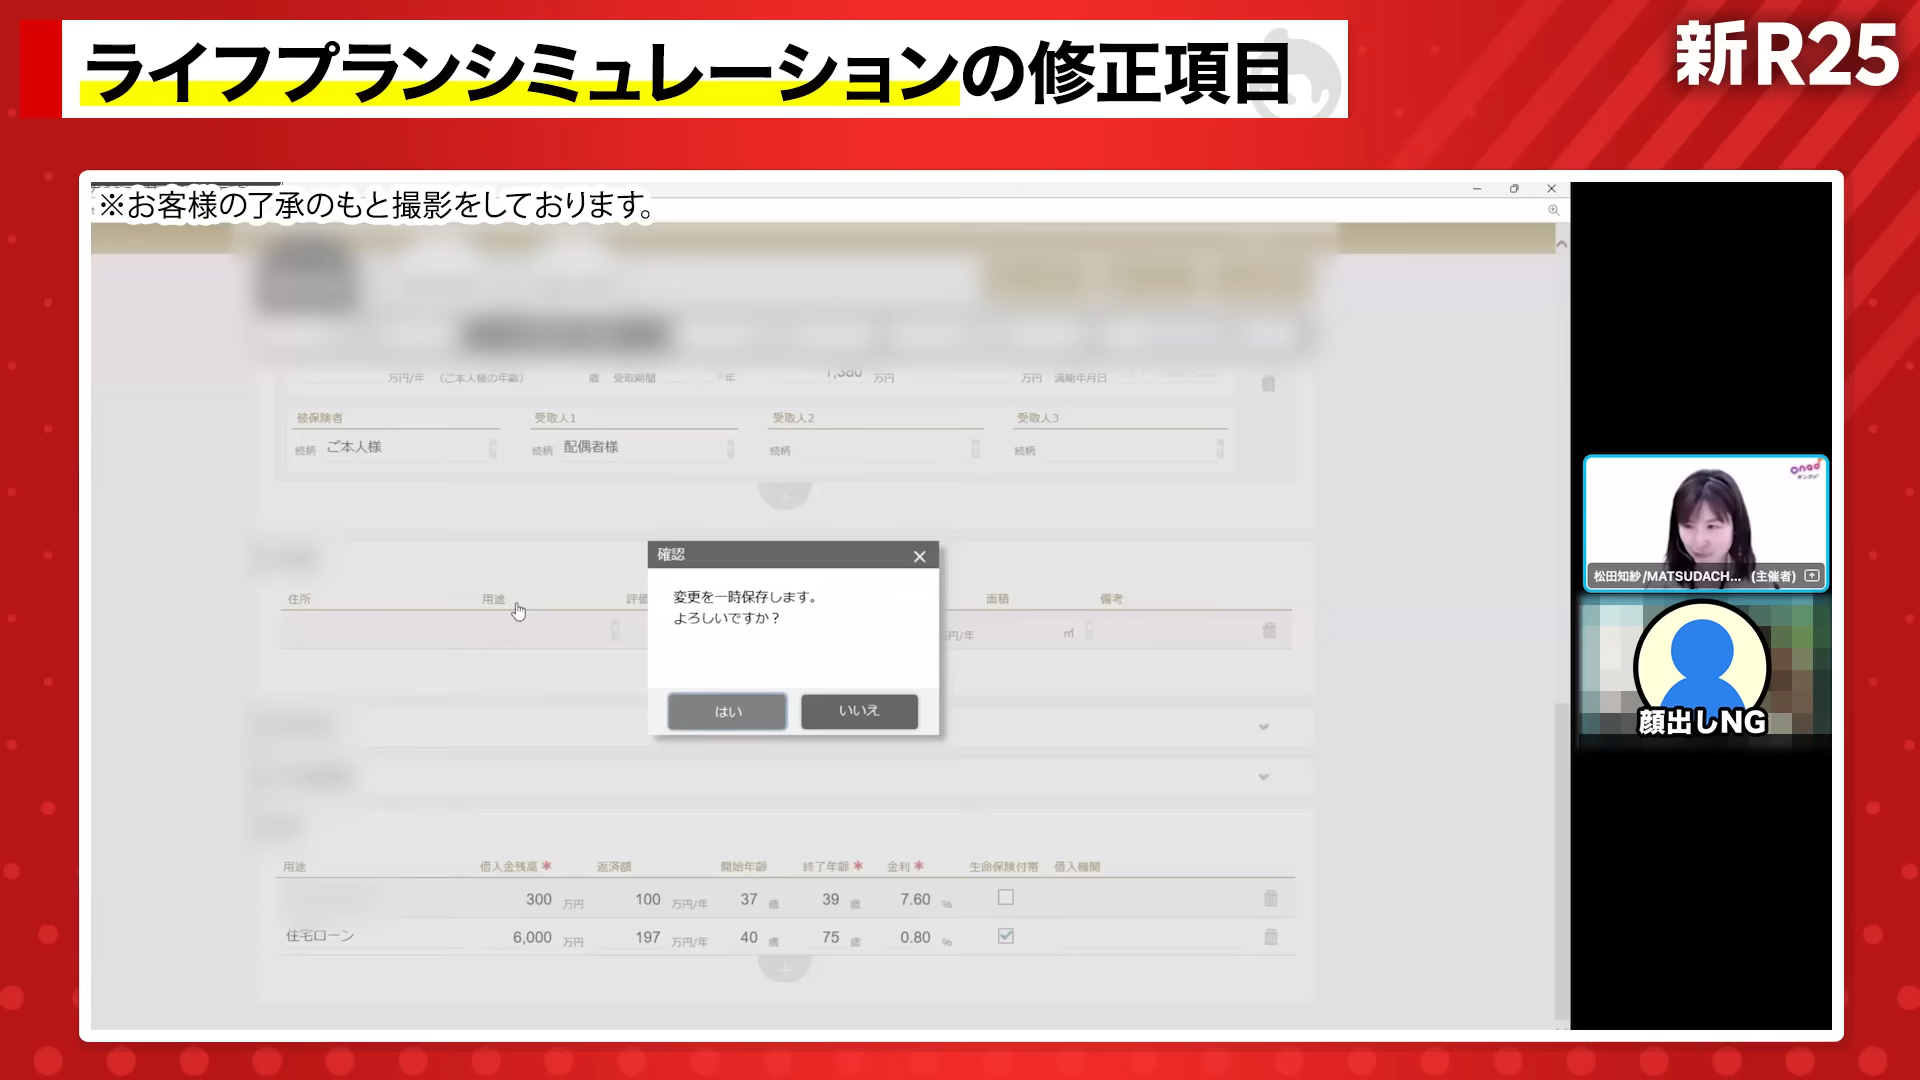 ライフプランシミュレーションの修正項目
新R25
※お客様の了承のもと撮影をしております。
万円/年 (ご本人様の年齢) 歳 受取期間 年 1,380 万円 万円 満期年月日
被保険者 受取人1 受取人2 受取人3
続柄 ご本人様 続柄 配偶者様 続柄 続柄
確認
変更を一時保存します。
よろしいですか？
はい いいえ
住所 用途 評価 面積 備考
円/年 ㎡
用途 借入金残高* 返済額 開始年齢 終了年齢* 金利* 生命保険付帯 借入機関
300 万円 100 万円/年 37 歳 39 歳 7.60 %
住宅ローン 6,000 万円 197 万円/年 40 歳 75 歳 0.80 %
onad
オンアド
松田知紗/MATSUDACH... (主催者)
顔出しNG